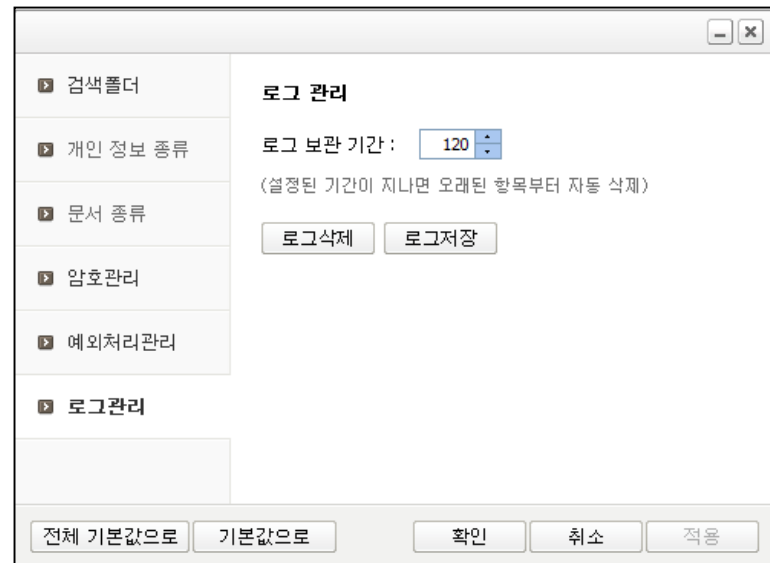 검색폴더
개인 정보 종류
문서 종류
암호관리
예외처리관리
로그관리
로그 관리
로그 보관 기간 : 120
(설정된 기간이 지나면 오래된 항목부터 자동 삭제)
로그삭제 로그저장
전체 기본값으로 기본값으로 확인 취소 적용